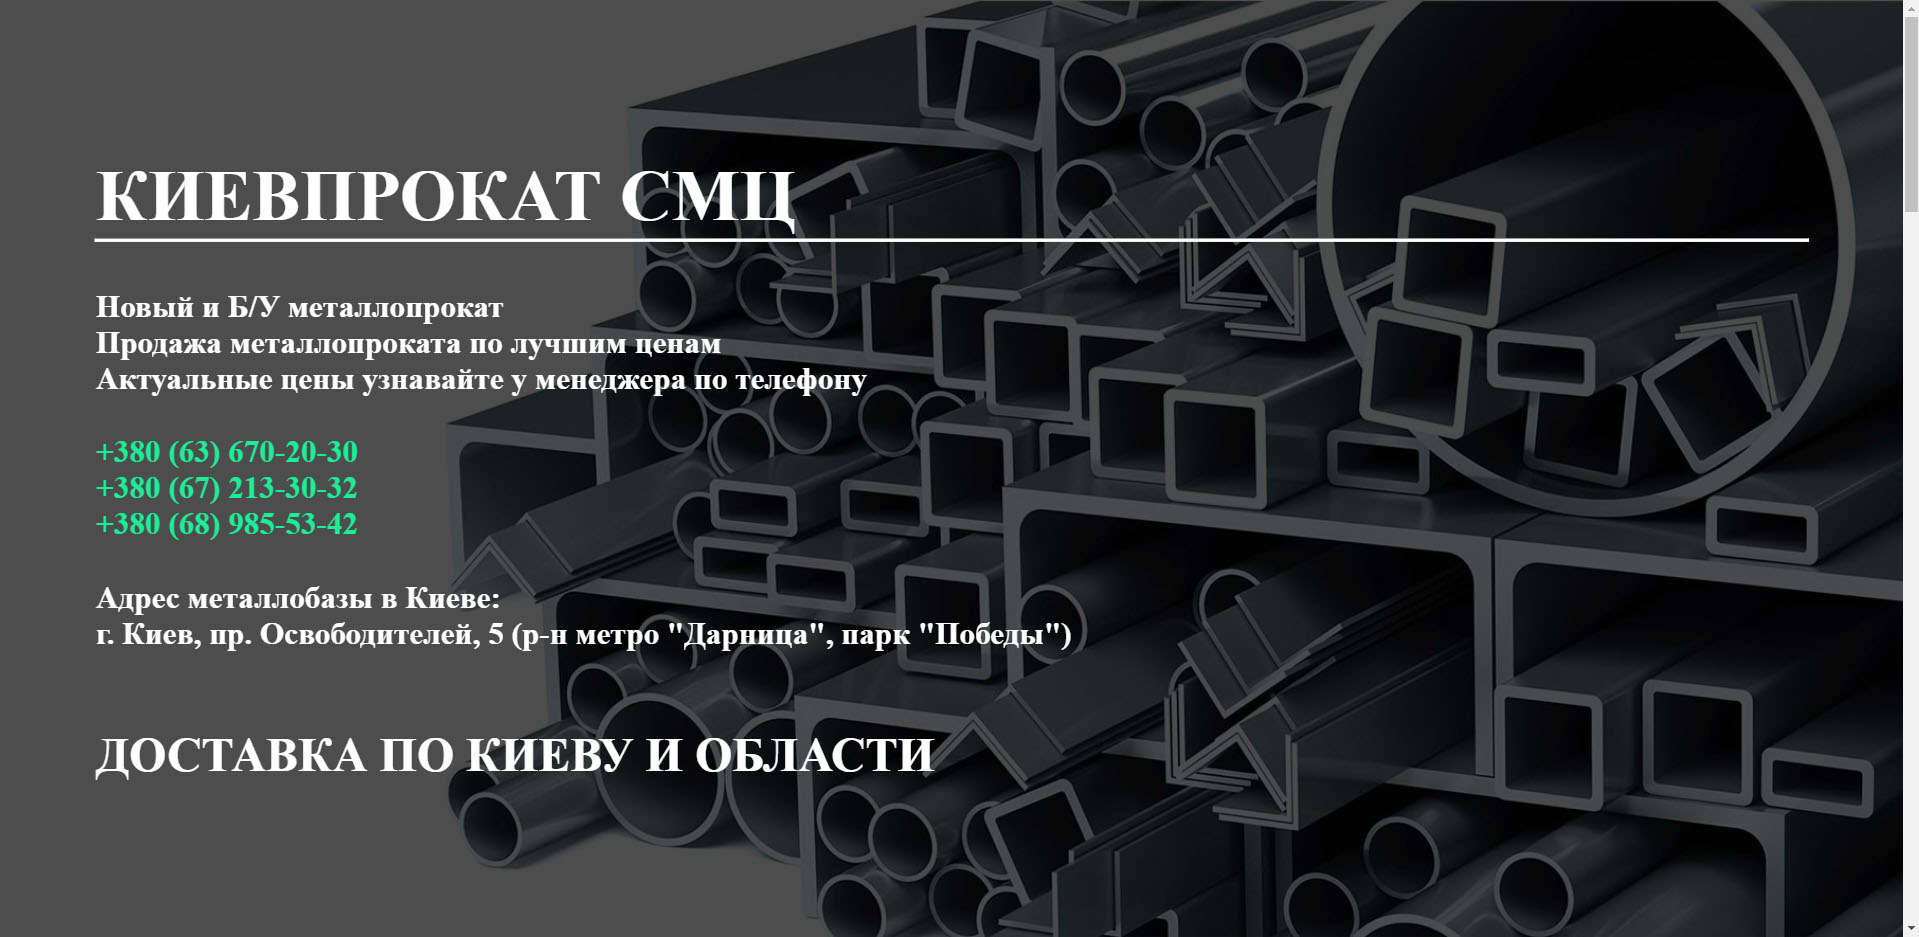 КИЕВПРОКАТ СМЦ
Новый и Б/У металлопрокат
Продажа металлопроката по лучшим ценам
Актуальные цены узнавайте у менеджера по телефону
+380 (63) 670-20-30
+380 (67) 213-30-32
+380 (68) 985-53-42
Адрес металлобазы в Киеве:
г. Киев, пр. Освободителей, 5 (р-н метро "Дарница", парк "Победы")
ДОСТАВКА ПО КИЕВУ И ОБЛАСТИ